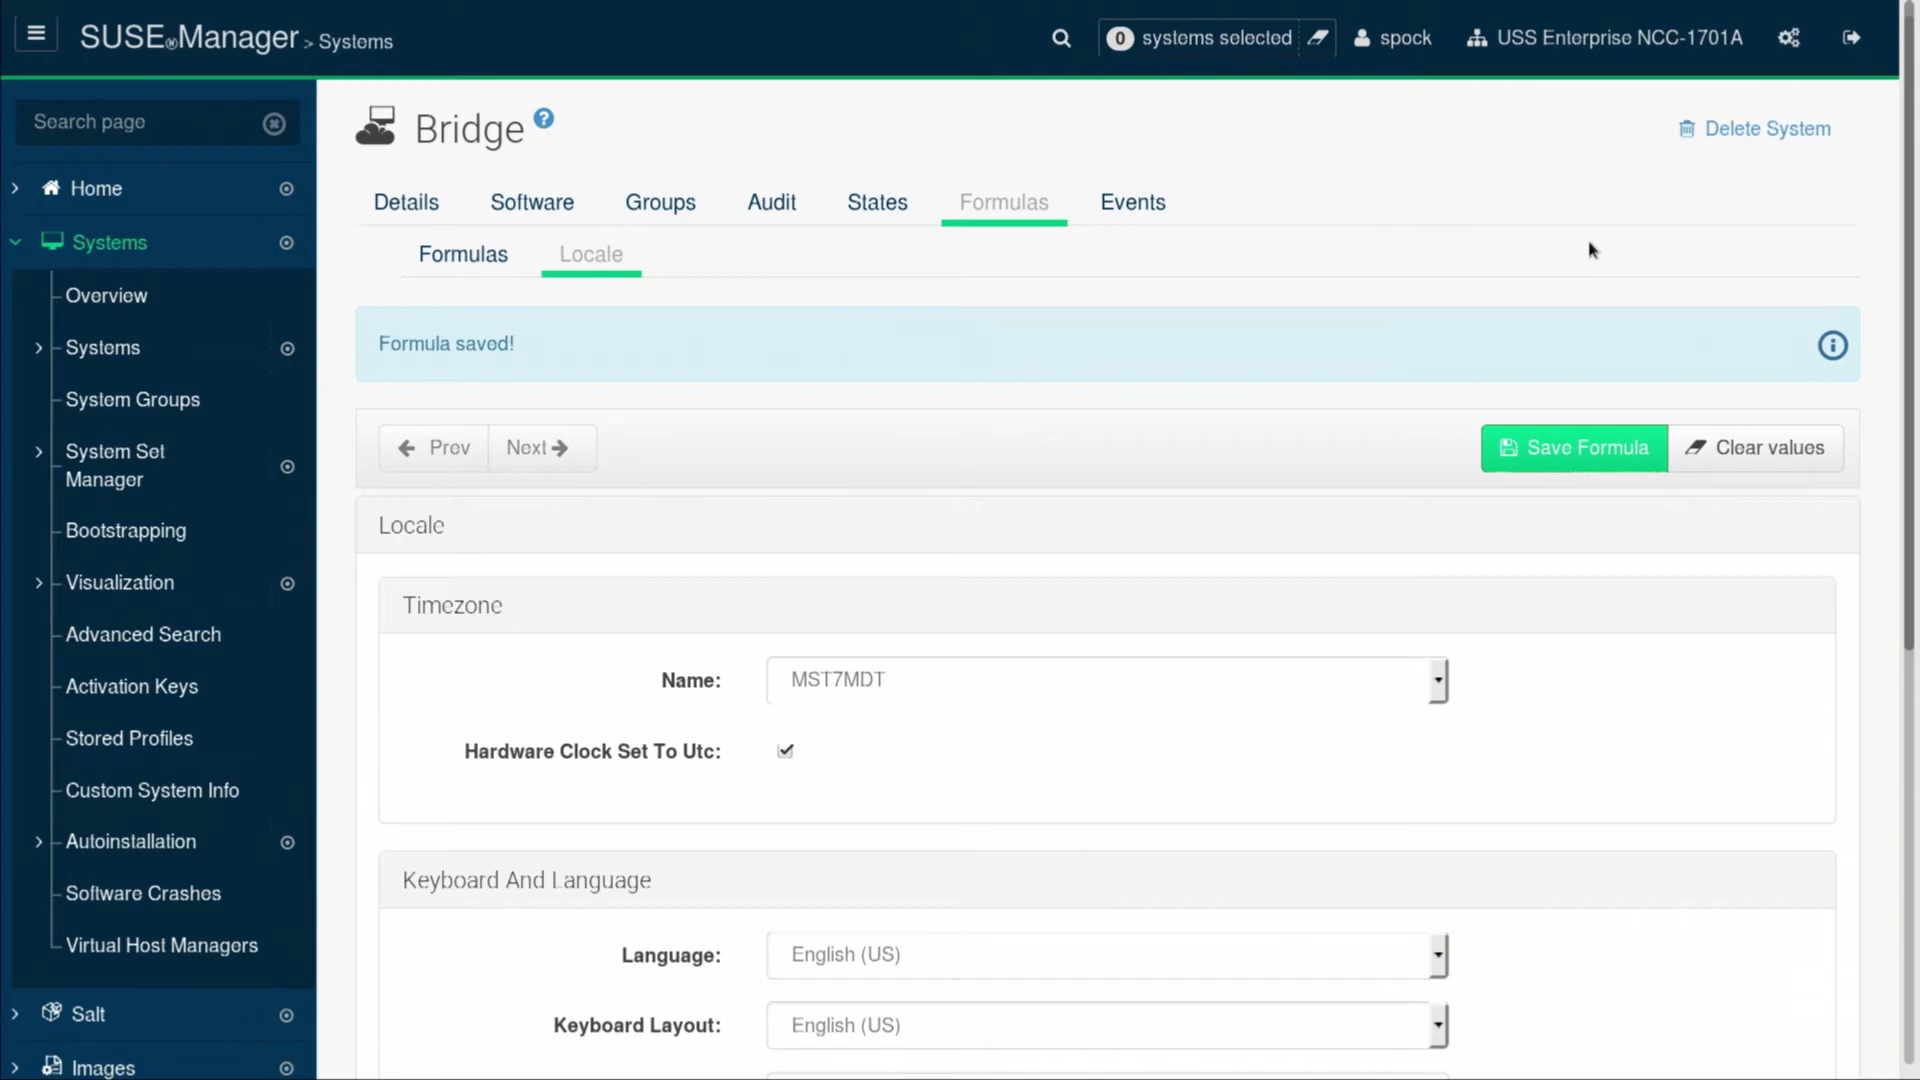 SUSE®Manager > Systems
0 systems selected
spock
USS Enterprise NCC-1701A
Search page
Home
Systems
Overview
Systems
System Groups
System Set
Manager
Bootstrapping
Visualization
Advanced Search
Activation Keys
Stored Profiles
Custom System Info
Autoinstallation
Software Crashes
Virtual Host Managers
Salt
Images
Bridge ?
Delete System
Details Software Groups Audit States Formulas Events
Formulas Locale
Formula saved!
Prev Next
Save Formula Clear values
Locale
Timezone
Name: MST7MDT
Hardware Clock Set To Utc:
Keyboard And Language
Language: English (US)
Keyboard Layout: English (US)